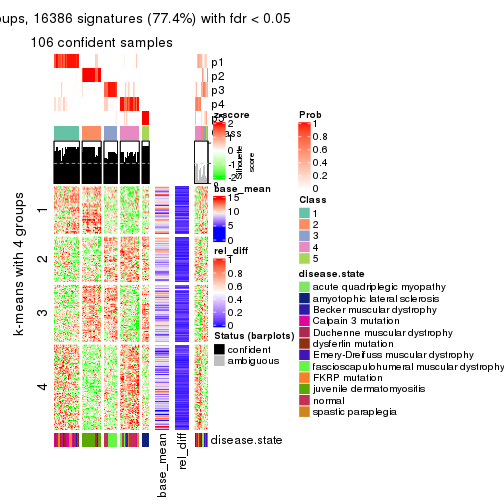 oups, 16386 signatures (77.4%) with fdr < 0.05
106 confident samples
p1
p2
p3
p4
z-score
2
1
0
-1
-2
Silhouette
score
base_mean
15
10
5
0
rel_diff
1
0.8
0.6
0.4
0.2
0
Status (barplots)
confident
ambiguous
Prob
1
0.8
0.6
0.4
0.2
0
Class
1
2
3
4
5
disease.state
acute quadriplegic myopathy
amyotrophic lateral sclerosis
Becker muscular dystrophy
Calpain 3 mutation
Duchenne muscular dystrophy
dysferlin mutation
Emery-Dreifuss muscular dystrophy
fascioscapulohumeral muscular dystrophy
FKRP mutation
juvenile dermatomyositis
normal
spastic paraplegia
k-means with 4 groups
1
2
3
4
disease.state
base_mean
rel_diff